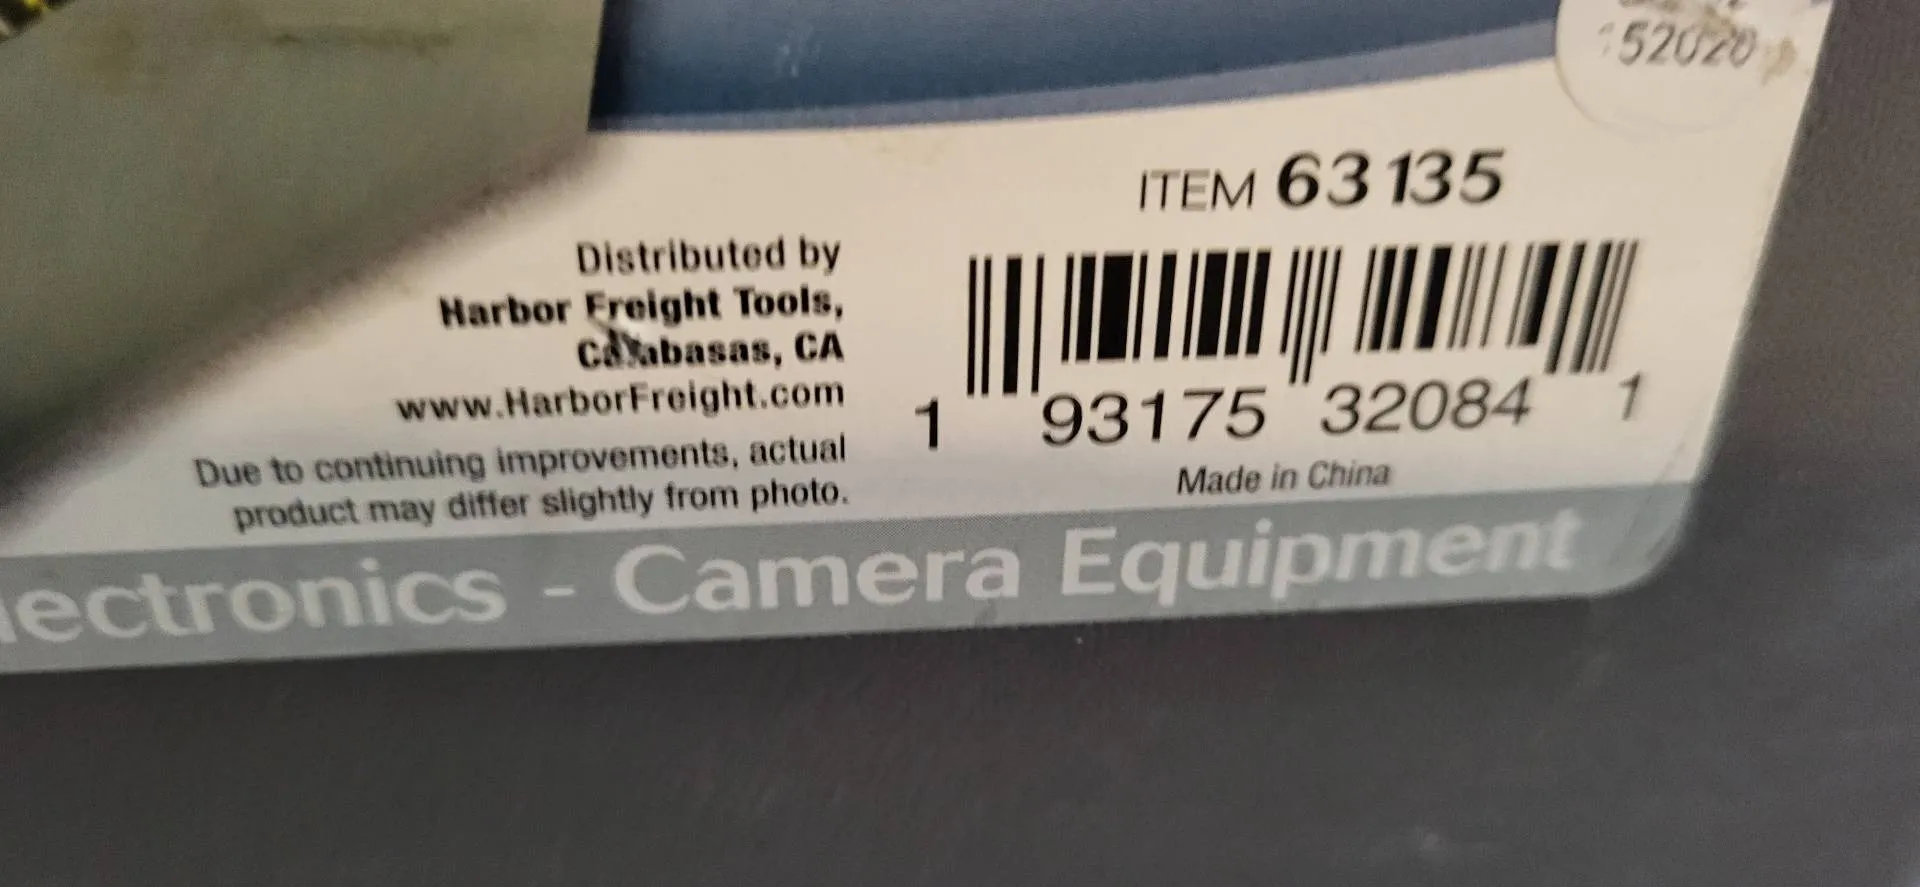 52020
ITEM 63135
Distributed by
Harbor Freight Tools,
Calabasas, CA
www.HarborFreight.com
Due to continuing improvements, actual
product may differ slightly from photo.
1 93175 32084 1
Made in China
lectronics - Camera Equipment